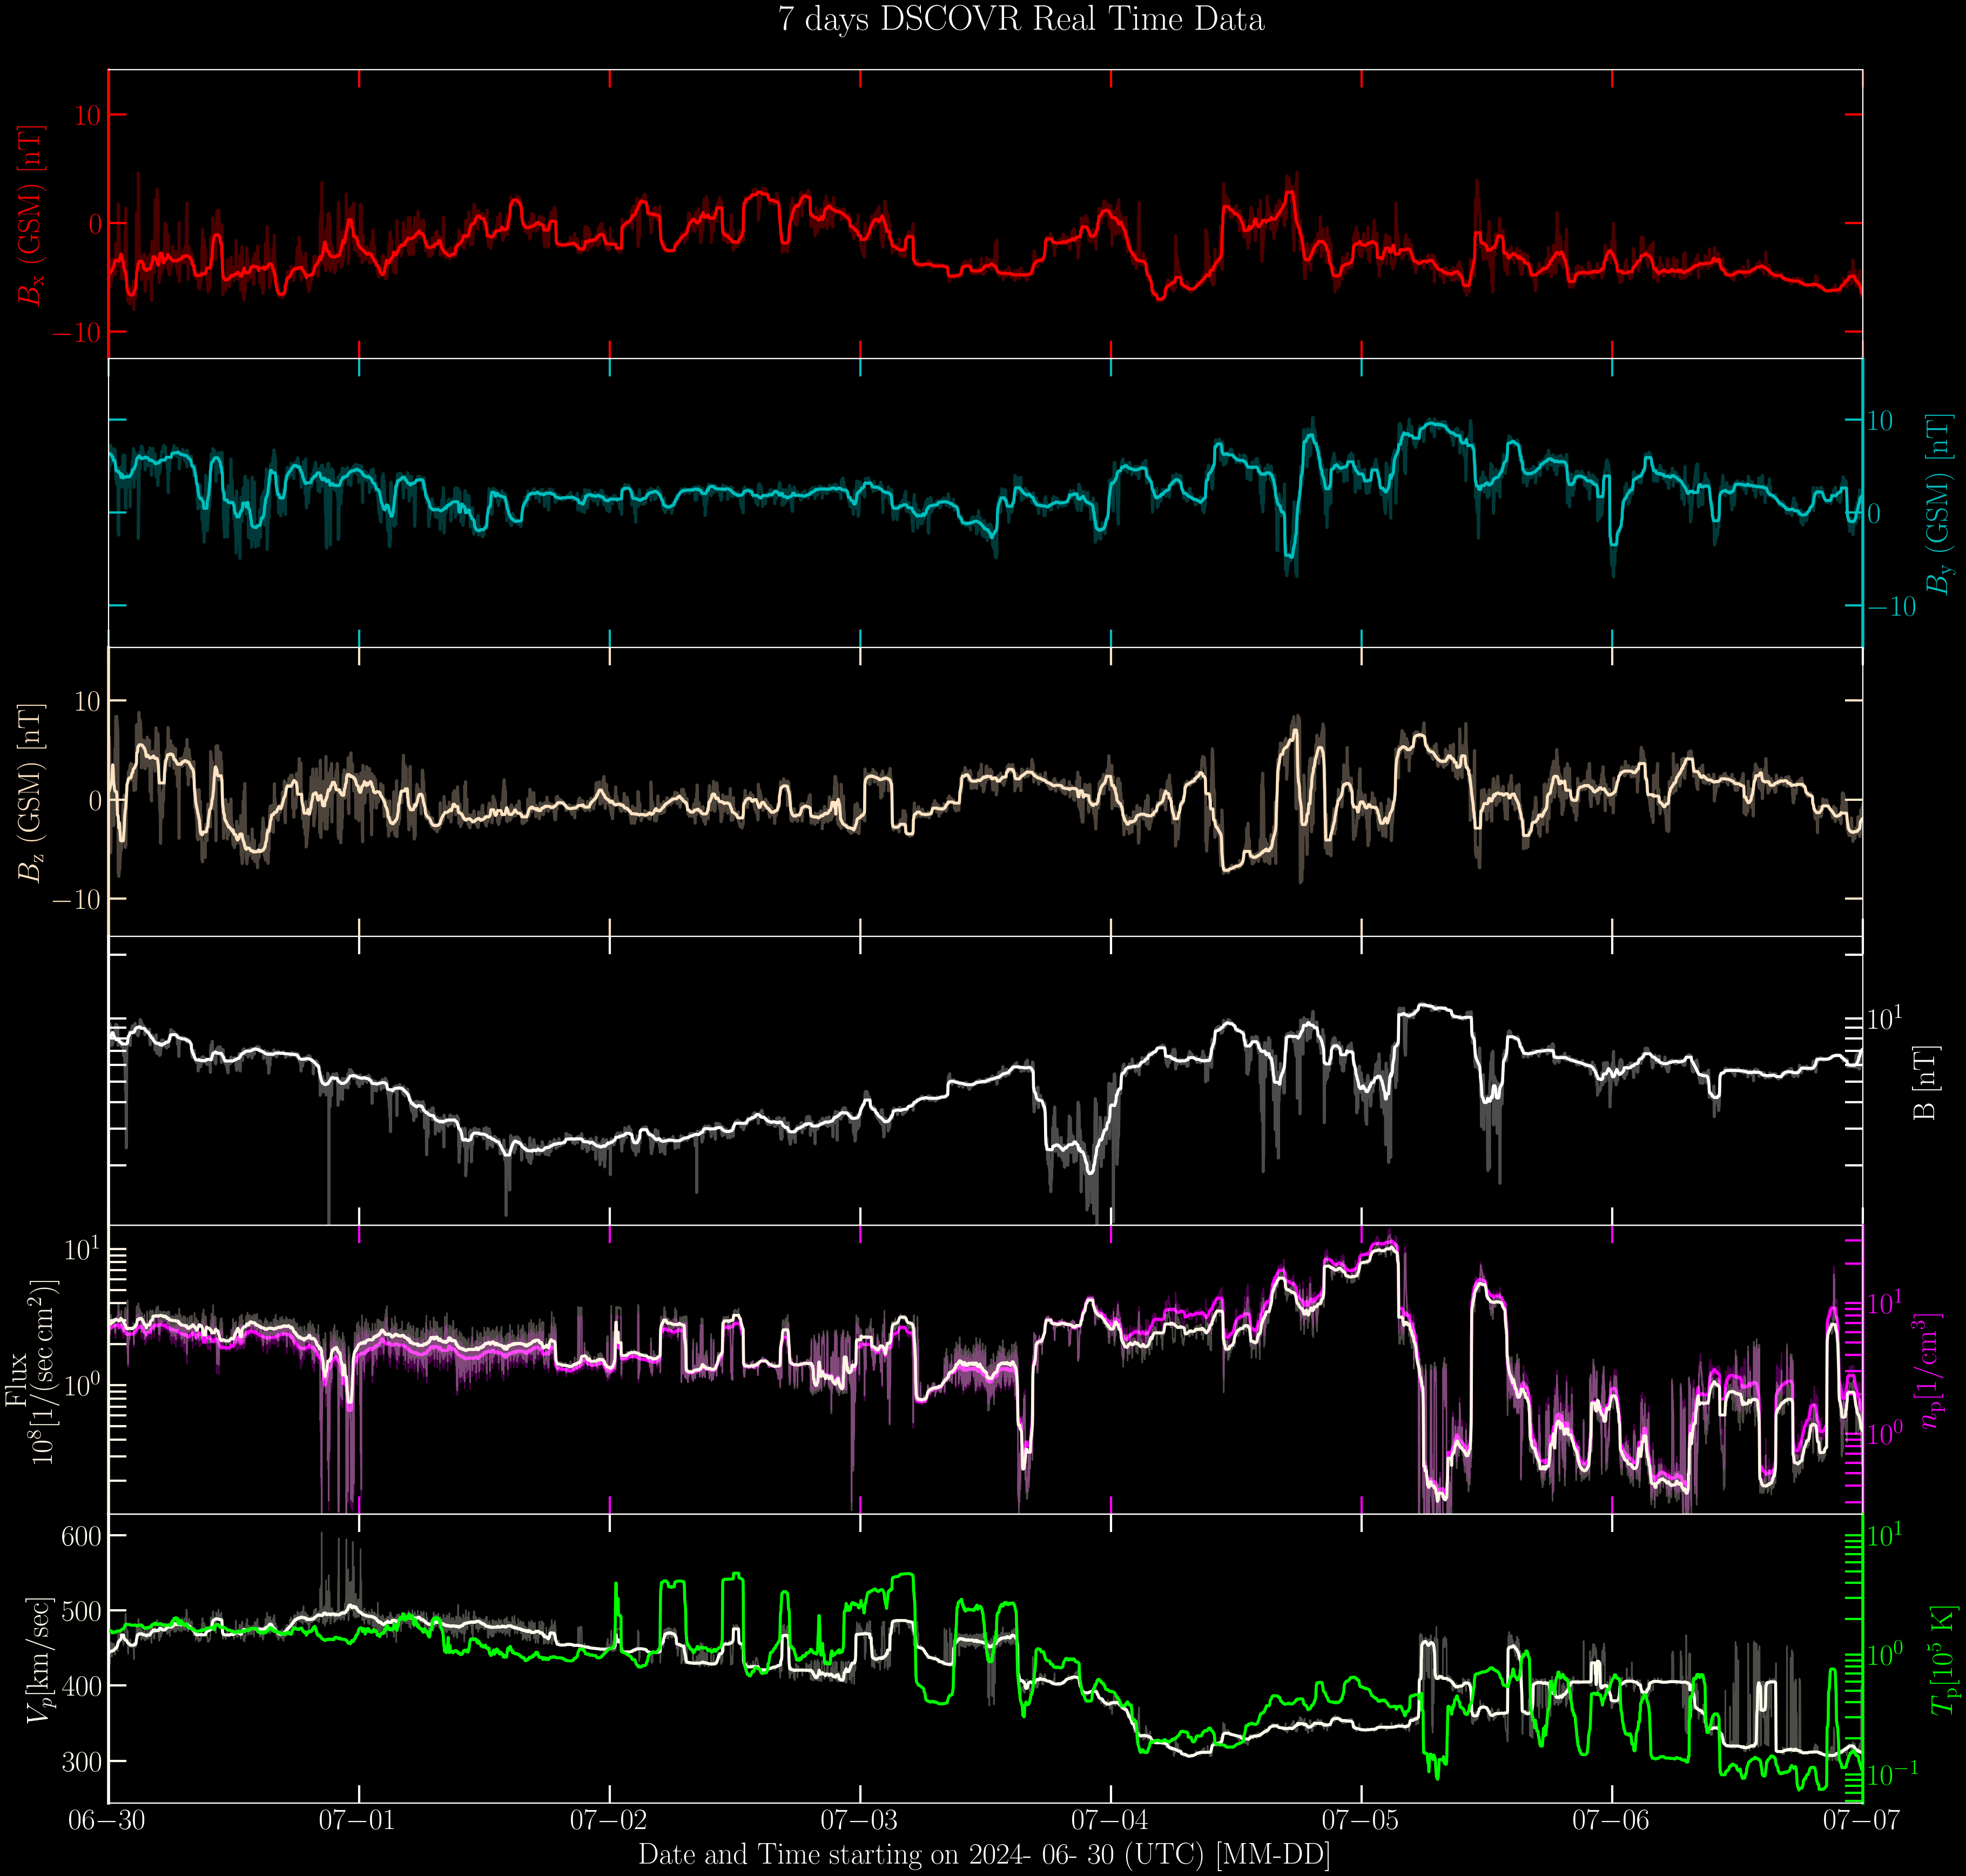 7 days DSCOVR Real Time Data
10
0
−10
Bx (GSM) [nT]
10
0
−10
By (GSM) [nT]
10
0
−10
Bz (GSM) [nT]
10^1
B [nT]
10^1
10^0
Flux
10^8[1/(sec cm^2)]
10^1
10^0
np[1/cm^3]
600
500
400
300
Vp[km/sec]
10^1
10^0
10^−1
Tp[10^5 K]
06−30 07−01 07−02 07−03 07−04 07−05 07−06 07−07
Date and Time starting on 2024- 06- 30 (UTC) [MM-DD]